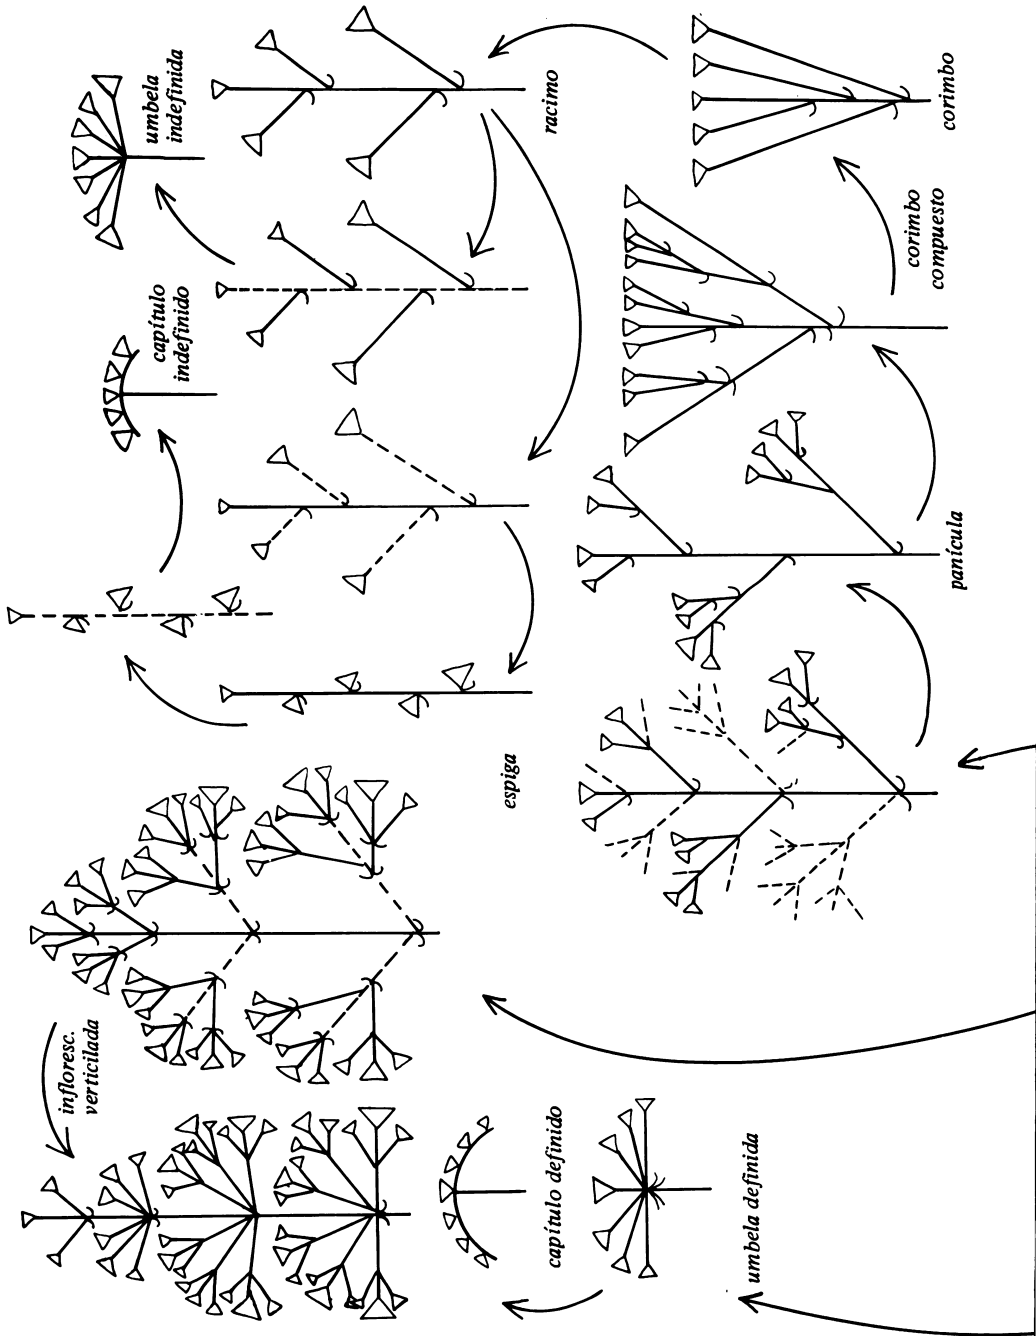 infloresc.
verticilada
espiga
capítulo
indefinido
umbela
indefinida
racimo
capítulo definido
umbela definida
panícula
corimbo
compuesto
corimbo